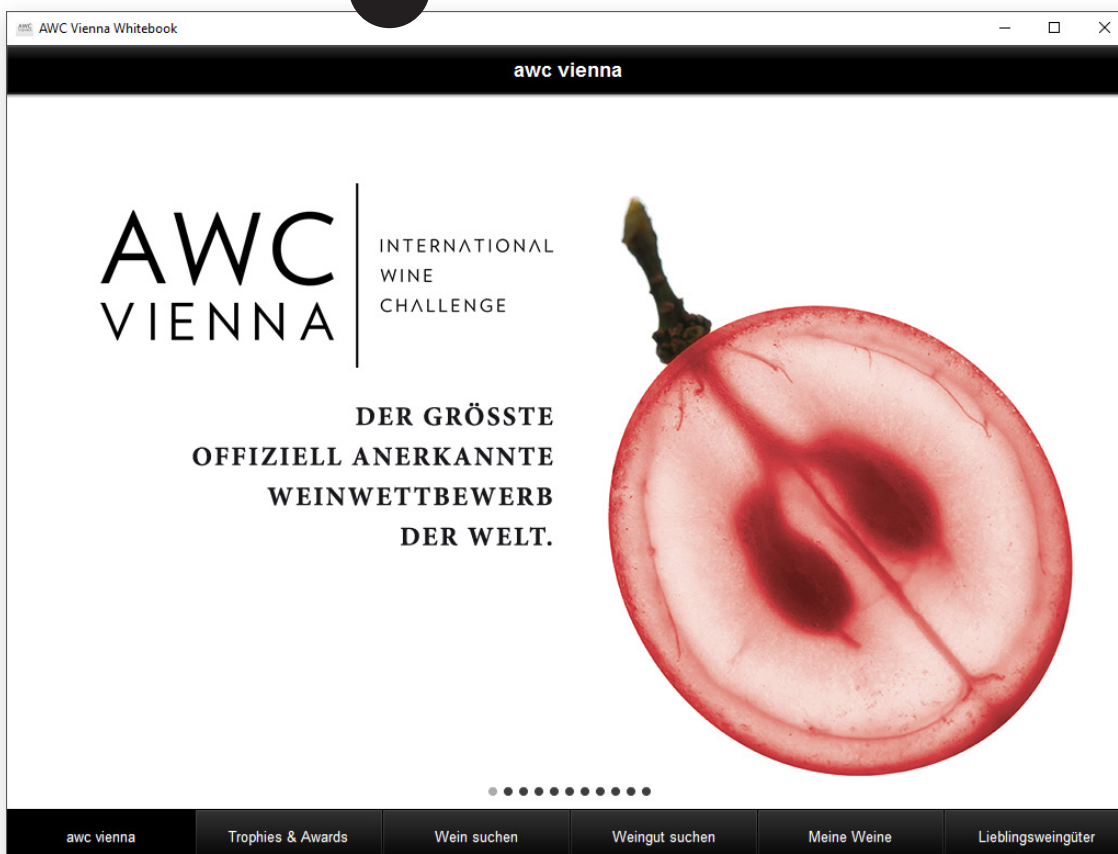 AWC Vienna Whitebook
awc vienna
AWC
VIENNA
INTERNATIONAL
WINE
CHALLENGE
DER GRÖSSTE
OFFIZIELL ANERKANNTE
WEINWETTBEWERB
DER WELT.
awc vienna
Trophies & Awards
Wein suchen
Weingut suchen
Meine Weine
Lieblingsweingüter